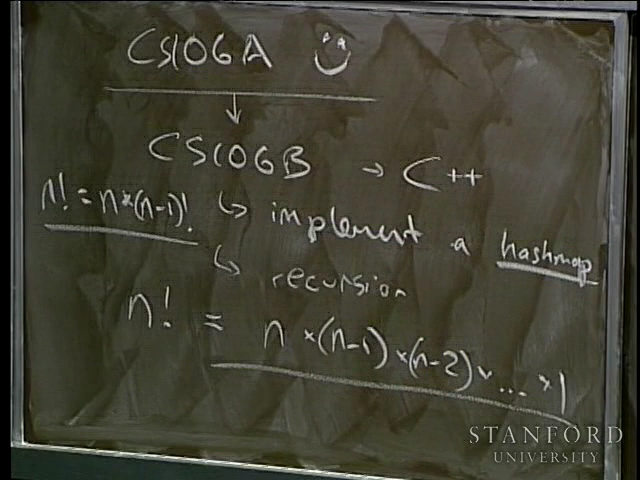 CS106A
CS106B → C++
n! = n*(n-1)! ↳ implement a hashmap
↳ recursion
n! = n × (n-1) × (n-2) × ... × 1
STANFORD
UNIVERSITY